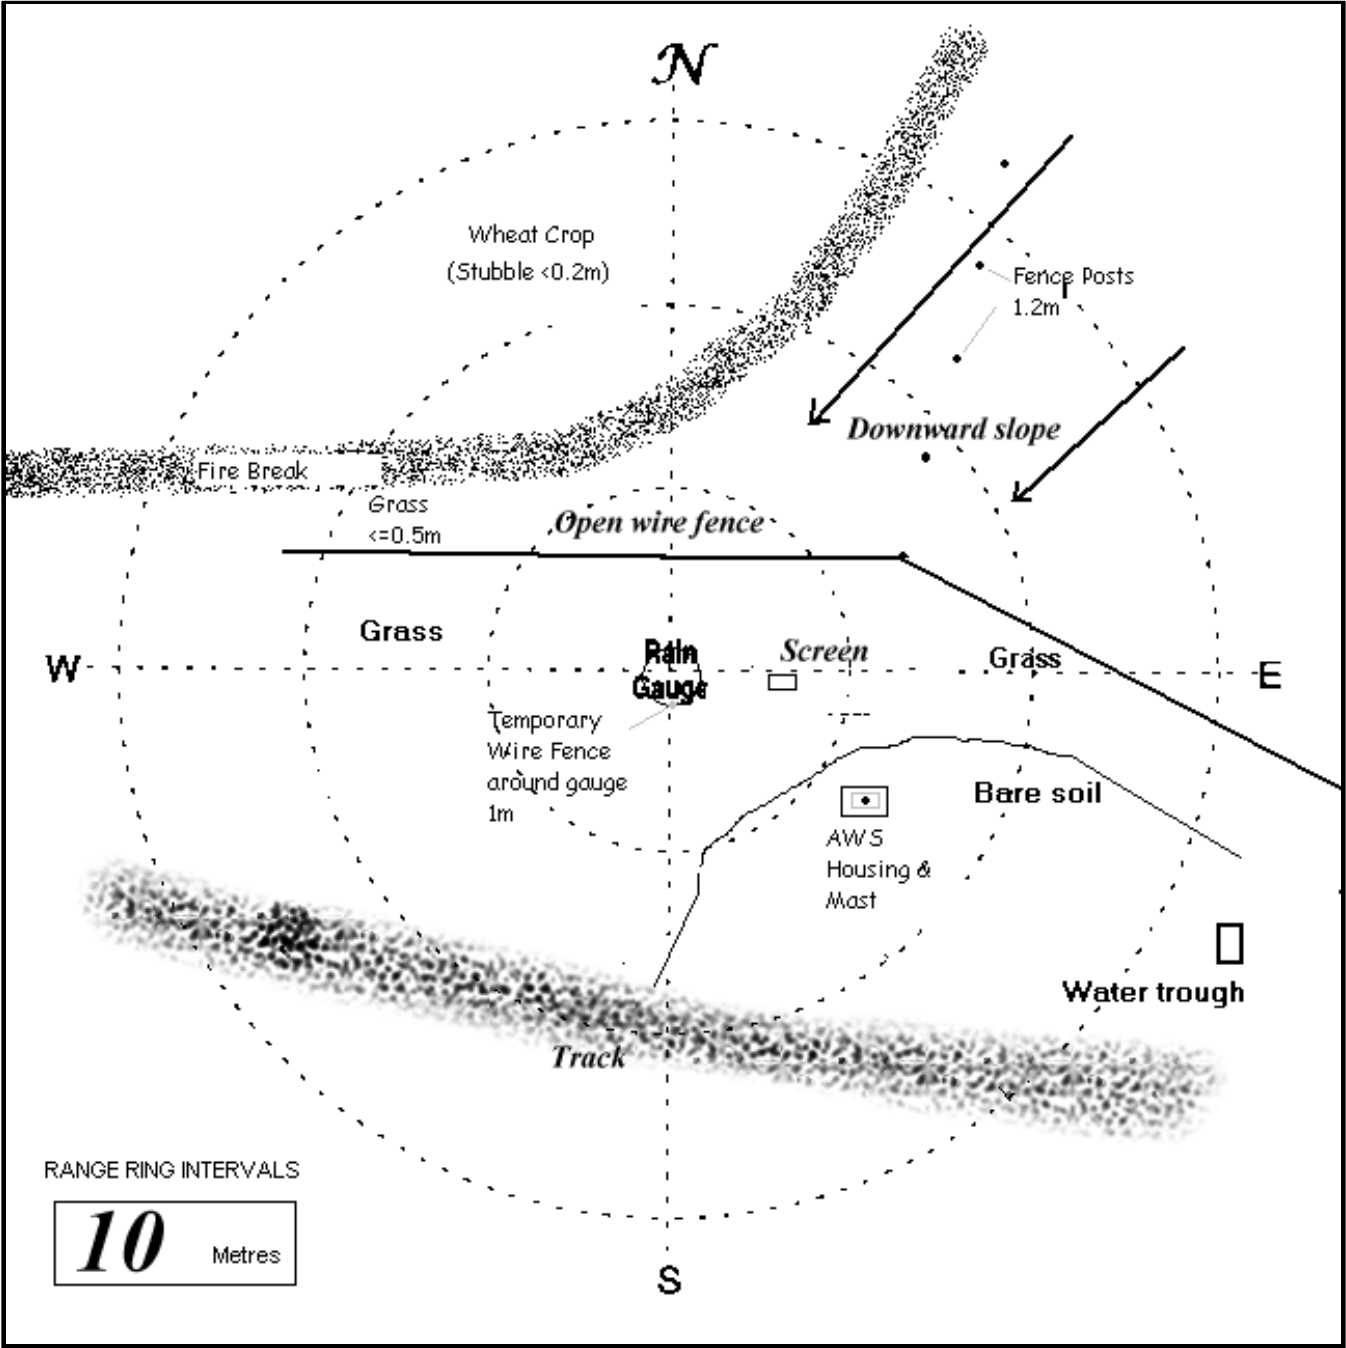 N
Wheat Crop
(Stubble <0.2m)
Fence Posts
1.2m
Downward slope
Fire Break
Grass
<=0.5m
Open wire fence
Grass
Rain
Gauge
Screen
Grass
W
E
Temporary
Wire Fence
around gauge
1m
Bare soil
AWS
Housing &
Mast
Water trough
Track
RANGE RING INTERVALS
10 Metres
S